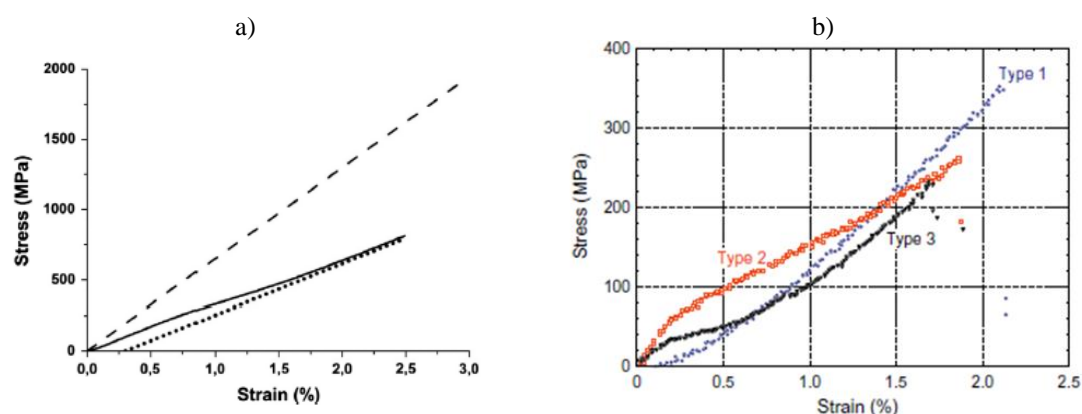 a)
2000
1500
1000
500
0
Stress (MPa)
0,0 0,5 1,0 1,5 2,0 2,5 3,0
Strain (%)
b)
400
300
200
100
0
Stress (MPa)
Type 1
Type 2
Type 3
0 0.5 1.0 1.5 2.0 2.5
Strain (%)